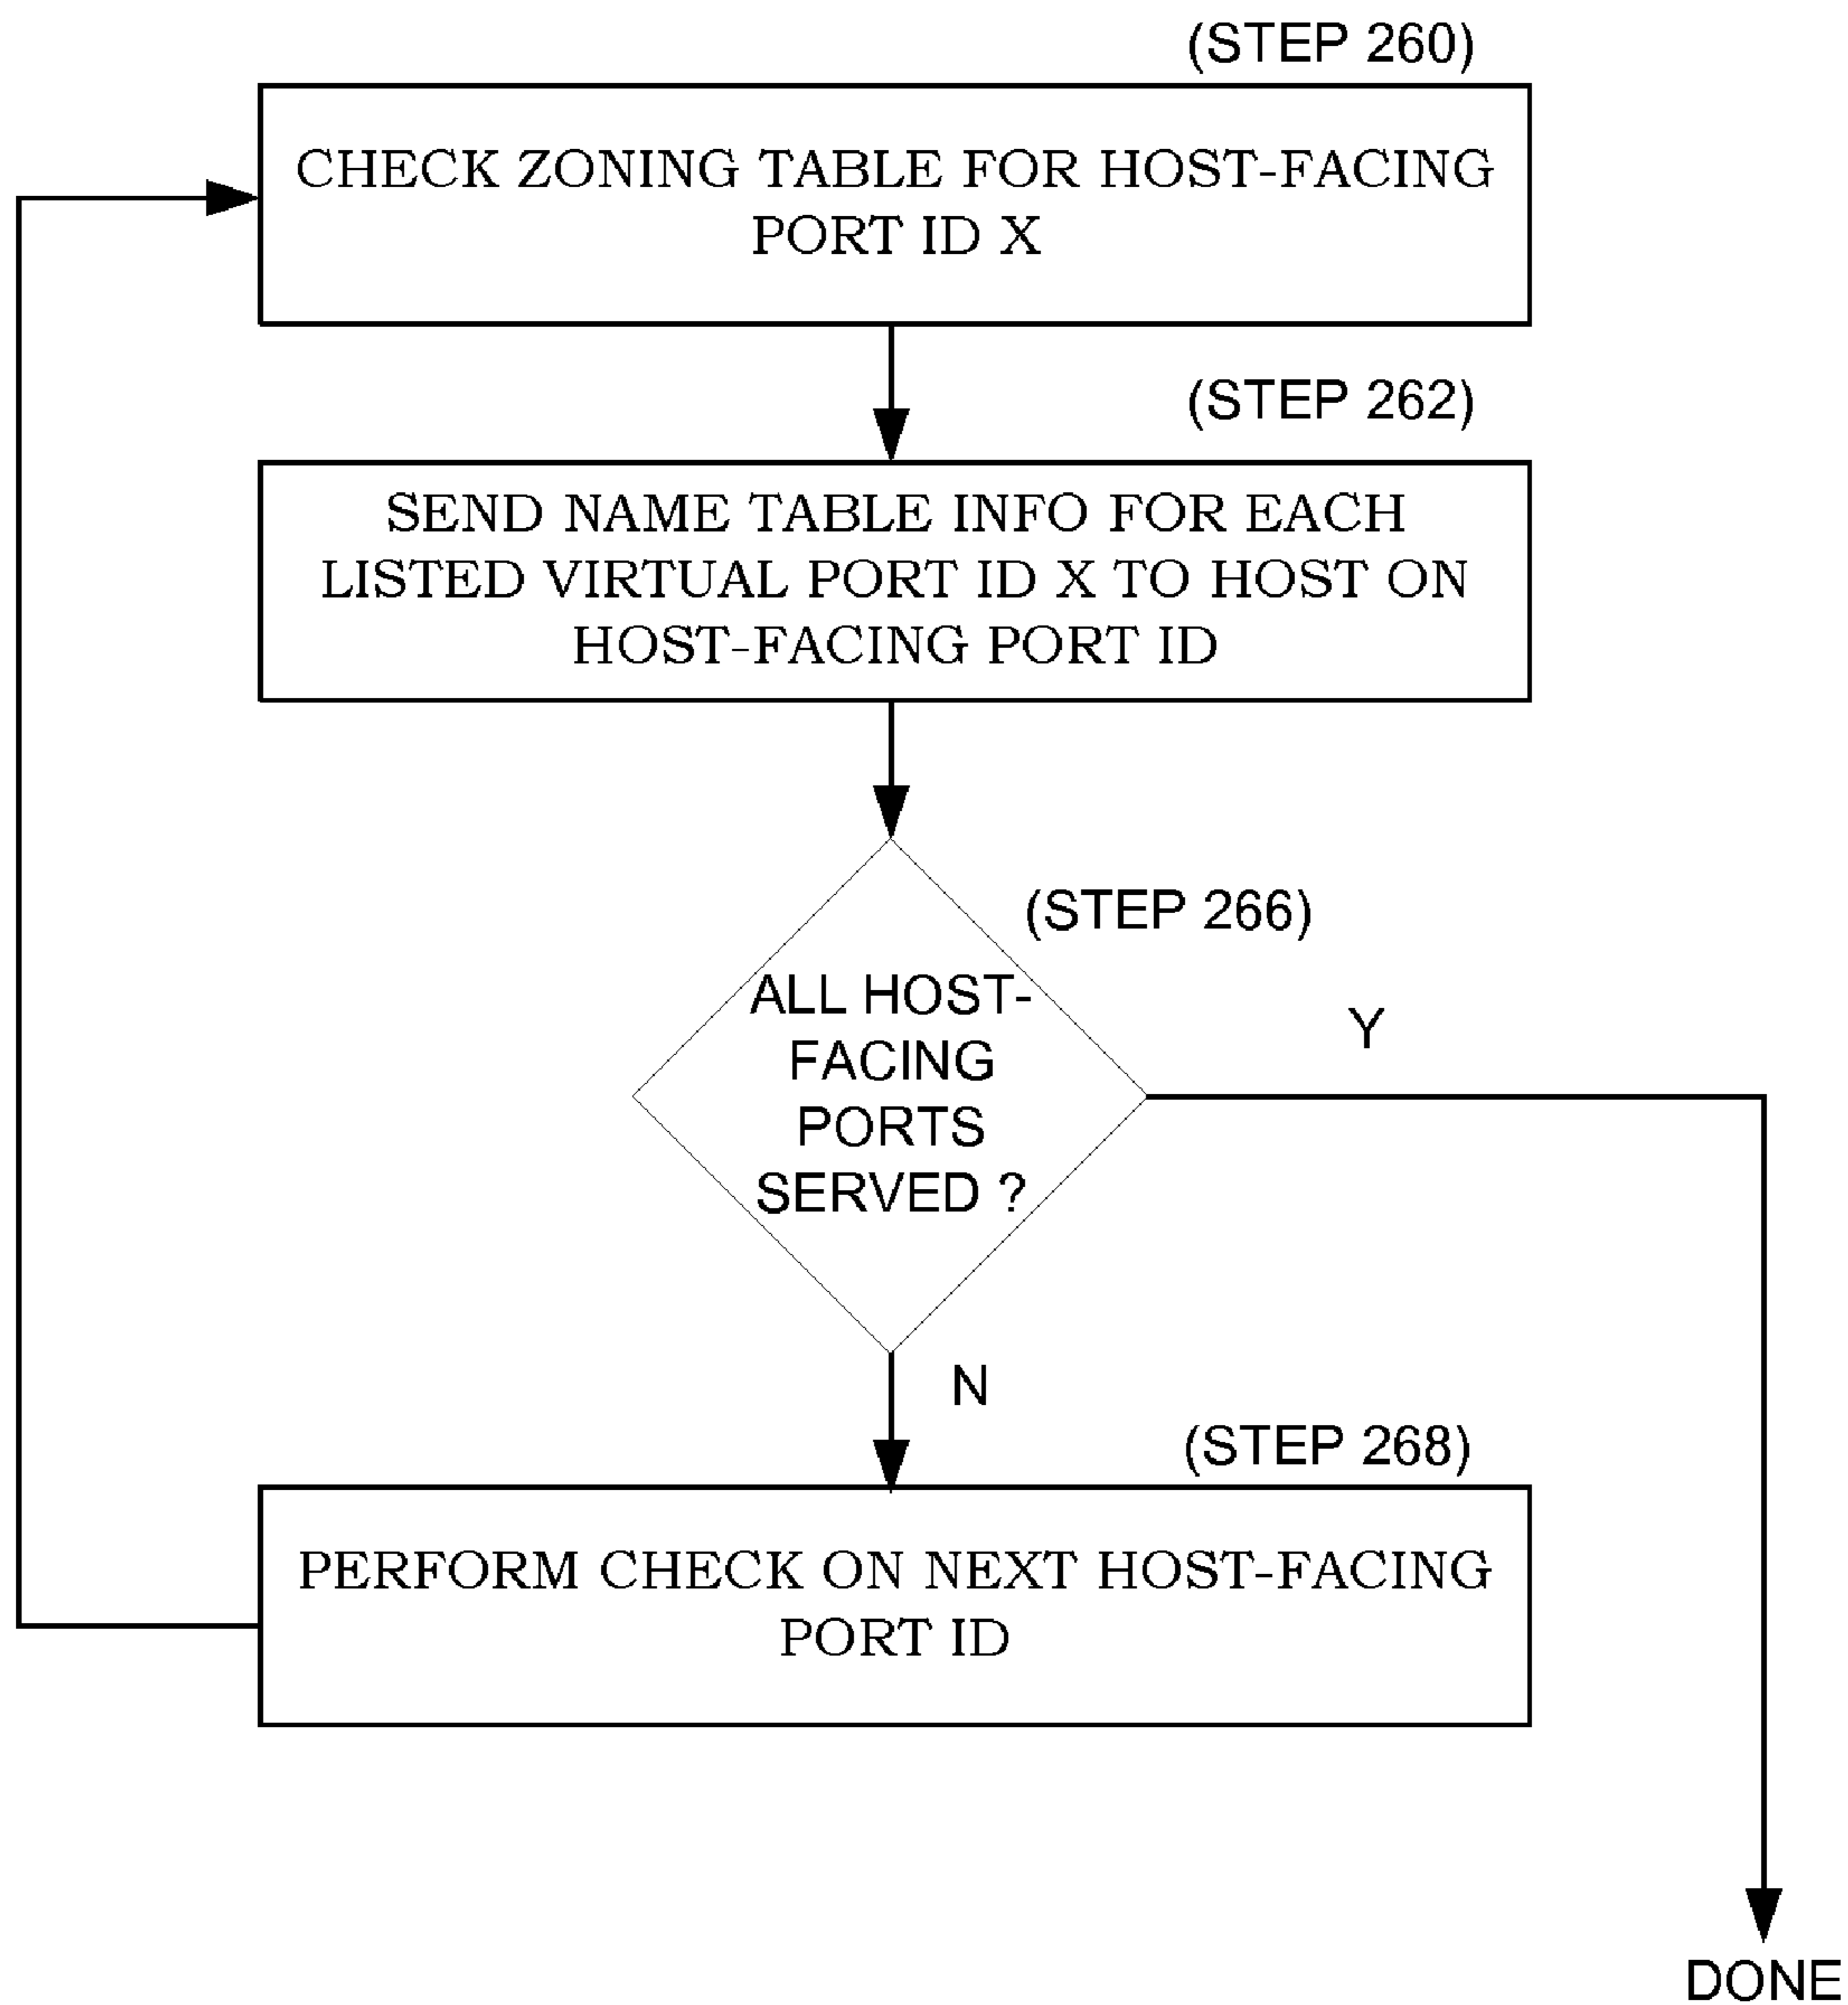 (STEP 260)
CHECK ZONING TABLE FOR HOST-FACING
PORT ID X
(STEP 262)
SEND NAME TABLE INFO FOR EACH
LISTED VIRTUAL PORT ID X TO HOST ON
HOST-FACING PORT ID
(STEP 266)
ALL HOST-
FACING
PORTS
SERVED ?
Y
N
(STEP 268)
PERFORM CHECK ON NEXT HOST-FACING
PORT ID
DONE